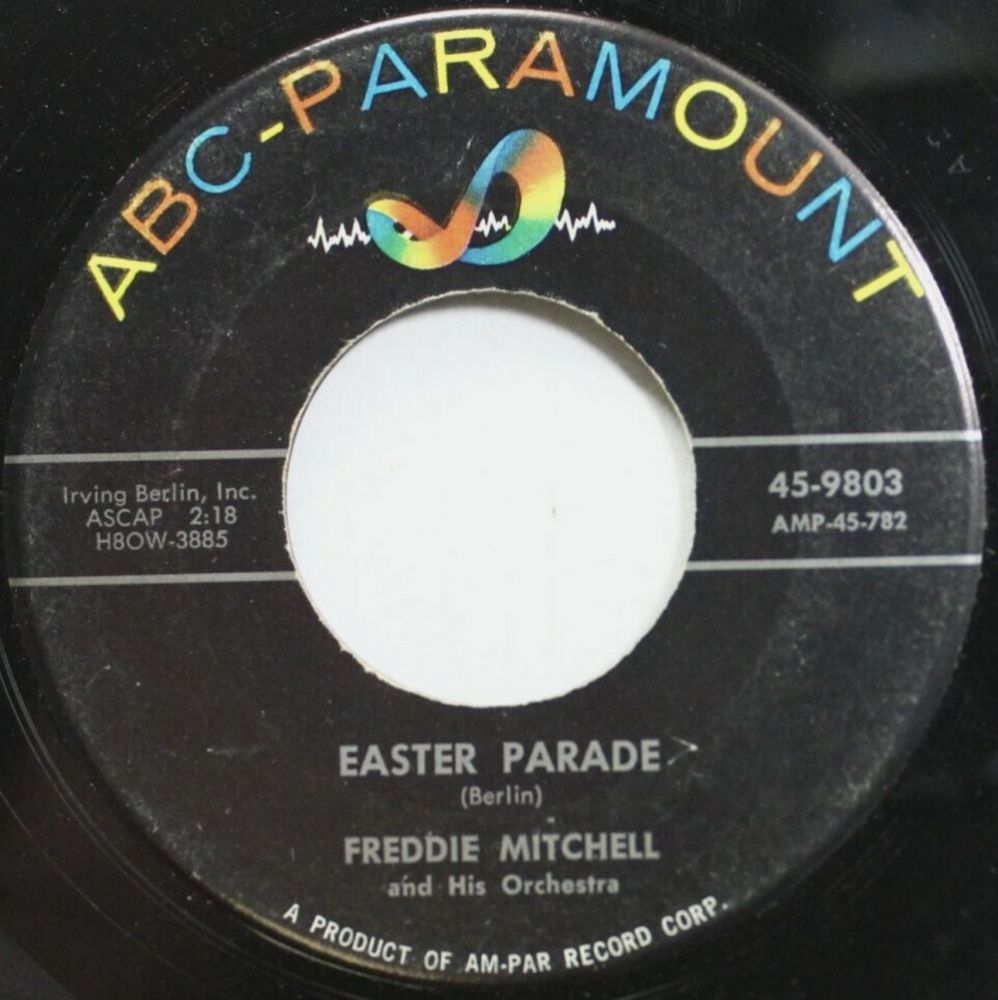 ABC-PARAMOUNT
Irving Berlin, Inc.
ASCAP 2:18
H8OW-3885
45-9803
AMP-45-782
EASTER PARADE
(Berlin)
FREDDIE MITCHELL
and His Orchestra
A PRODUCT OF AM-PAR RECORD CORP.